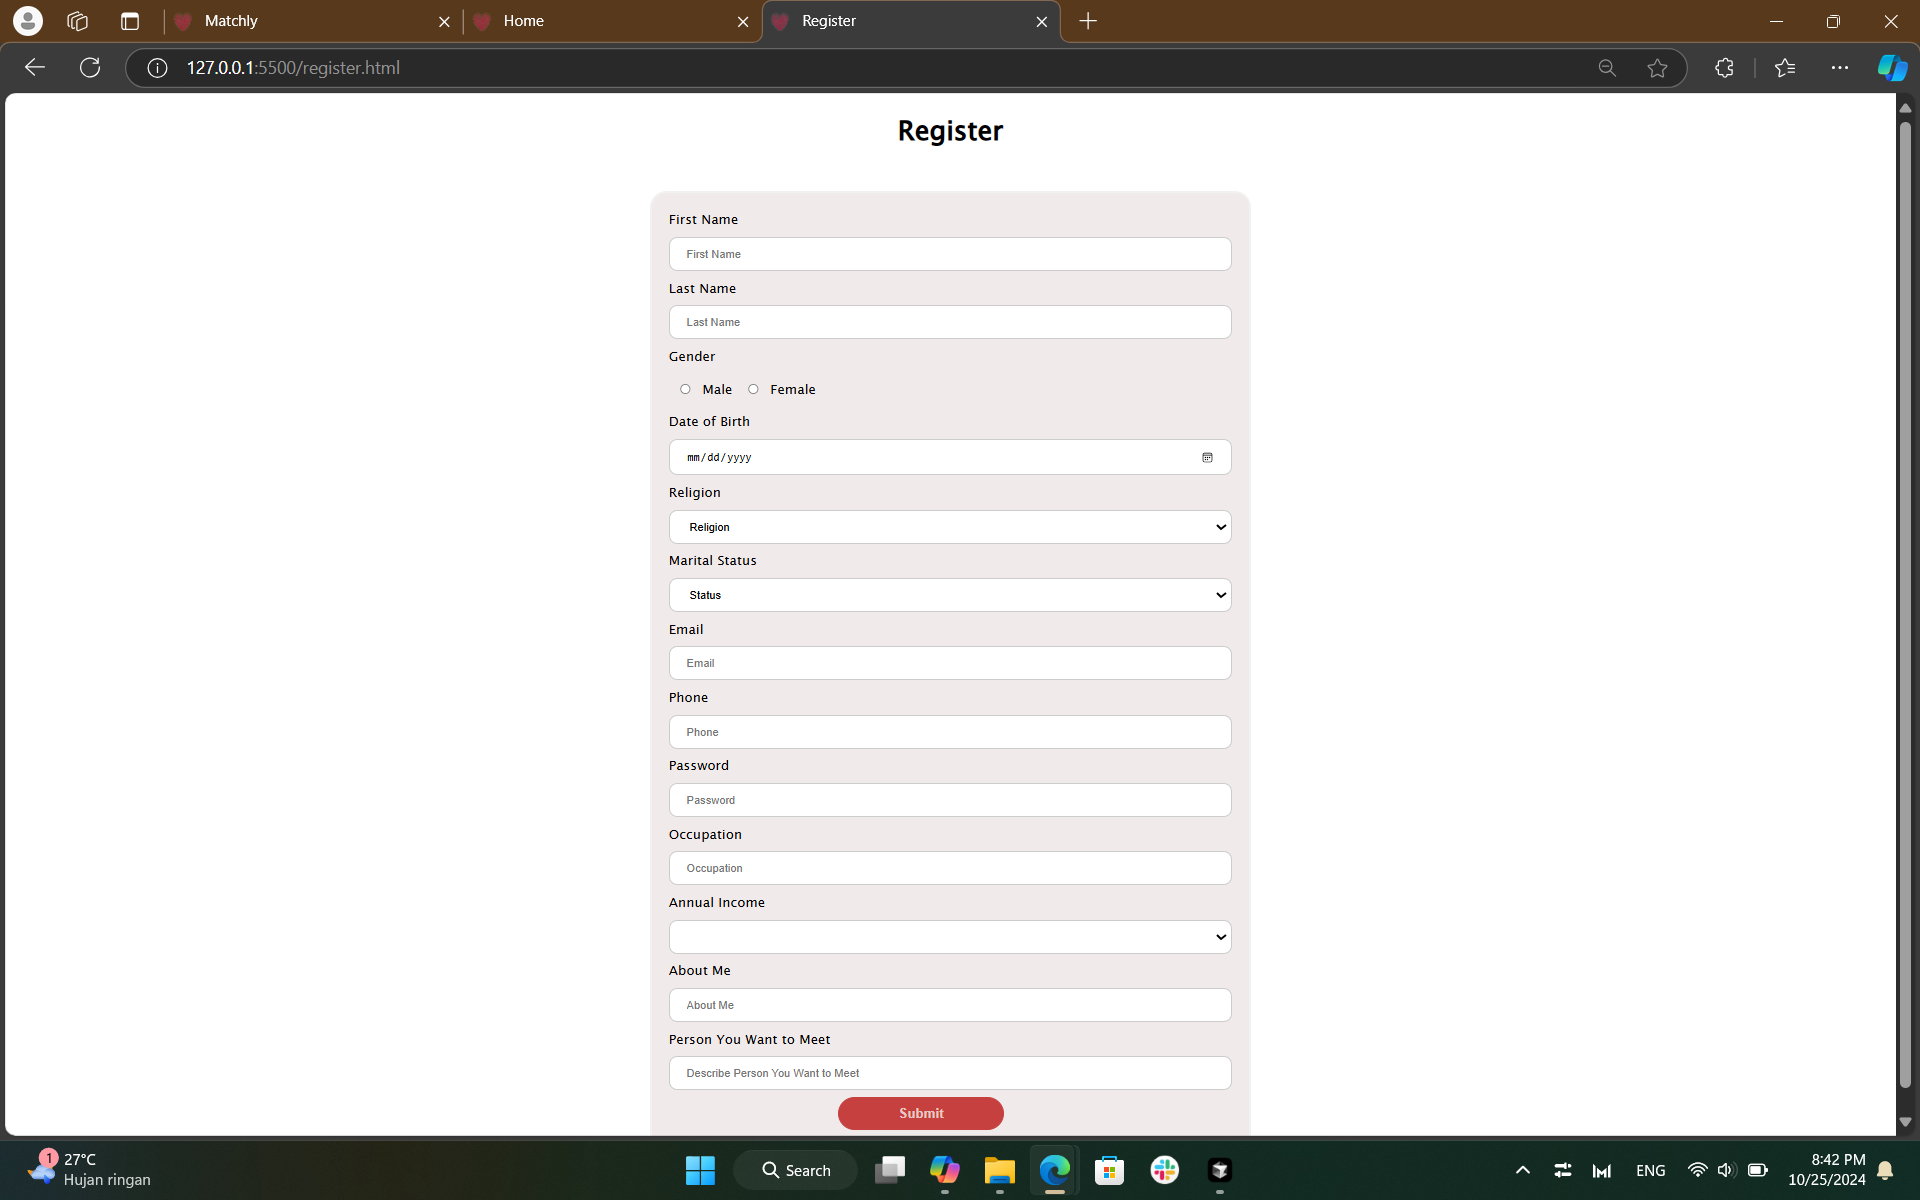 Matchly
Home
Register
127.0.0.1:5500/register.html
Register
First Name
First Name
Last Name
Last Name
Gender
Male Female
Date of Birth
mm/dd/yyyy
Religion
Religion
Marital Status
Status
Email
Email
Phone
Phone
Password
Password
Occupation
Occupation
Annual Income
About Me
About Me
Person You Want to Meet
Describe Person You Want to Meet
Submit
1
27°C
Hujan ringan
Search
ENG
8:42 PM
10/25/2024